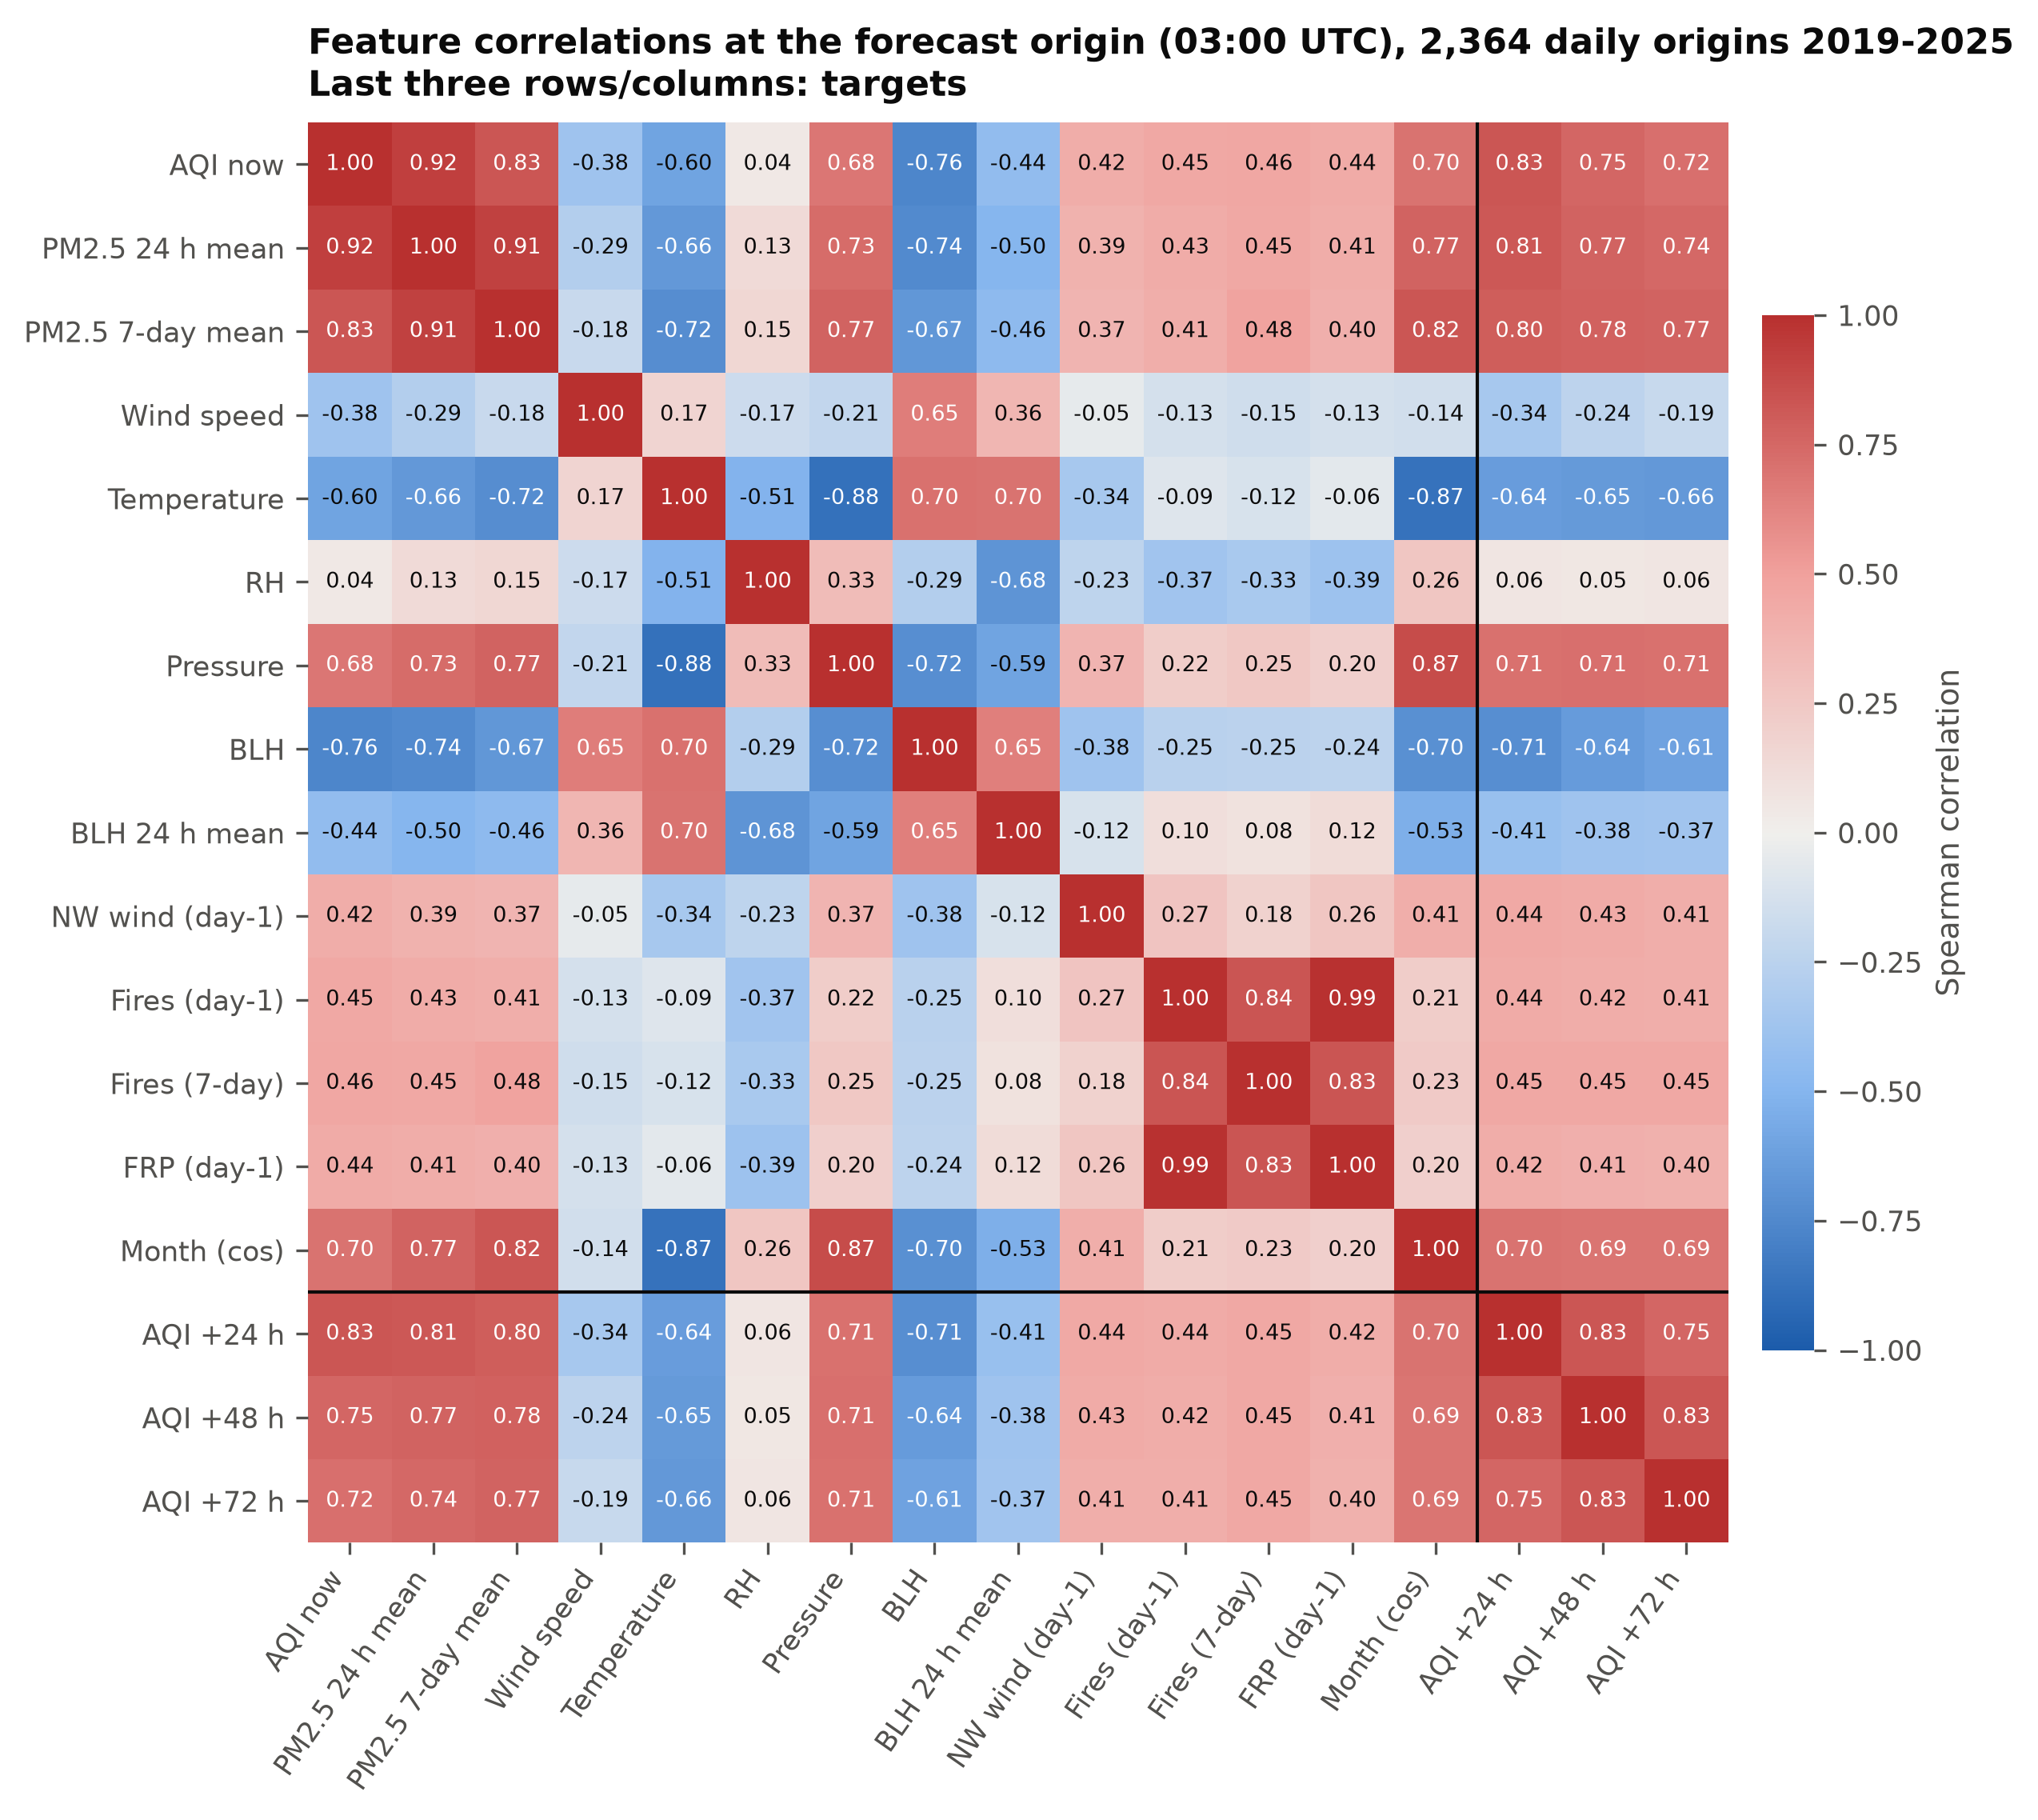 Feature correlations at the forecast origin (03:00 UTC), 2,364 daily origins 2019-2025
Last three rows/columns: targets
AQI now 1.00 0.92 0.83 -0.38 -0.60 0.04 0.68 -0.76 -0.44 0.42 0.45 0.46 0.44 0.70 0.83 0.75 0.72
PM2.5 24 h mean 0.92 1.00 0.91 -0.29 -0.66 0.13 0.73 -0.74 -0.50 0.39 0.43 0.45 0.41 0.77 0.81 0.77 0.74
PM2.5 7-day mean 0.83 0.91 1.00 -0.18 -0.72 0.15 0.77 -0.67 -0.46 0.37 0.41 0.48 0.40 0.82 0.80 0.78 0.77
Wind speed -0.38 -0.29 -0.18 1.00 0.17 -0.17 -0.21 0.65 0.36 -0.05 -0.13 -0.15 -0.13 -0.14 -0.34 -0.24 -0.19
Temperature -0.60 -0.66 -0.72 0.17 1.00 -0.51 -0.88 0.70 0.70 -0.34 -0.09 -0.12 -0.06 -0.87 -0.64 -0.65 -0.66
RH 0.04 0.13 0.15 -0.17 -0.51 1.00 0.33 -0.29 -0.68 -0.23 -0.37 -0.33 -0.39 0.26 0.06 0.05 0.06
Pressure 0.68 0.73 0.77 -0.21 -0.88 0.33 1.00 -0.72 -0.59 0.37 0.22 0.25 0.20 0.87 0.71 0.71 0.71
BLH -0.76 -0.74 -0.67 0.65 0.70 -0.29 -0.72 1.00 0.65 -0.38 -0.25 -0.25 -0.24 -0.70 -0.71 -0.64 -0.61
BLH 24 h mean -0.44 -0.50 -0.46 0.36 0.70 -0.68 -0.59 0.65 1.00 -0.12 0.10 0.08 0.12 -0.53 -0.41 -0.38 -0.37
NW wind (day-1) 0.42 0.39 0.37 -0.05 -0.34 -0.23 0.37 -0.38 -0.12 1.00 0.27 0.18 0.26 0.41 0.44 0.43 0.41
Fires (day-1) 0.45 0.43 0.41 -0.13 -0.09 -0.37 0.22 -0.25 0.10 0.27 1.00 0.84 0.99 0.21 0.44 0.42 0.41
Fires (7-day) 0.46 0.45 0.48 -0.15 -0.12 -0.33 0.25 -0.25 0.08 0.18 0.84 1.00 0.83 0.23 0.45 0.45 0.45
FRP (day-1) 0.44 0.41 0.40 -0.13 -0.06 -0.39 0.20 -0.24 0.12 0.26 0.99 0.83 1.00 0.20 0.42 0.41 0.40
Month (cos) 0.70 0.77 0.82 -0.14 -0.87 0.26 0.87 -0.70 -0.53 0.41 0.21 0.23 0.20 1.00 0.70 0.69 0.69
AQI +24 h 0.83 0.81 0.80 -0.34 -0.64 0.06 0.71 -0.71 -0.41 0.44 0.44 0.45 0.42 0.70 1.00 0.83 0.75
AQI +48 h 0.75 0.77 0.78 -0.24 -0.65 0.05 0.71 -0.64 -0.38 0.43 0.42 0.45 0.41 0.69 0.83 1.00 0.83
AQI +72 h 0.72 0.74 0.77 -0.19 -0.66 0.06 0.71 -0.61 -0.37 0.41 0.41 0.45 0.40 0.69 0.75 0.83 1.00
AQI now
PM2.5 24 h mean
PM2.5 7-day mean
Wind speed
Temperature
RH
Pressure
BLH
BLH 24 h mean
NW wind (day-1)
Fires (day-1)
Fires (7-day)
FRP (day-1)
Month (cos)
AQI +24 h
AQI +48 h
AQI +72 h
1.00
0.75
0.50
0.25
0.00
−0.25
−0.50
−0.75
−1.00
Spearman correlation